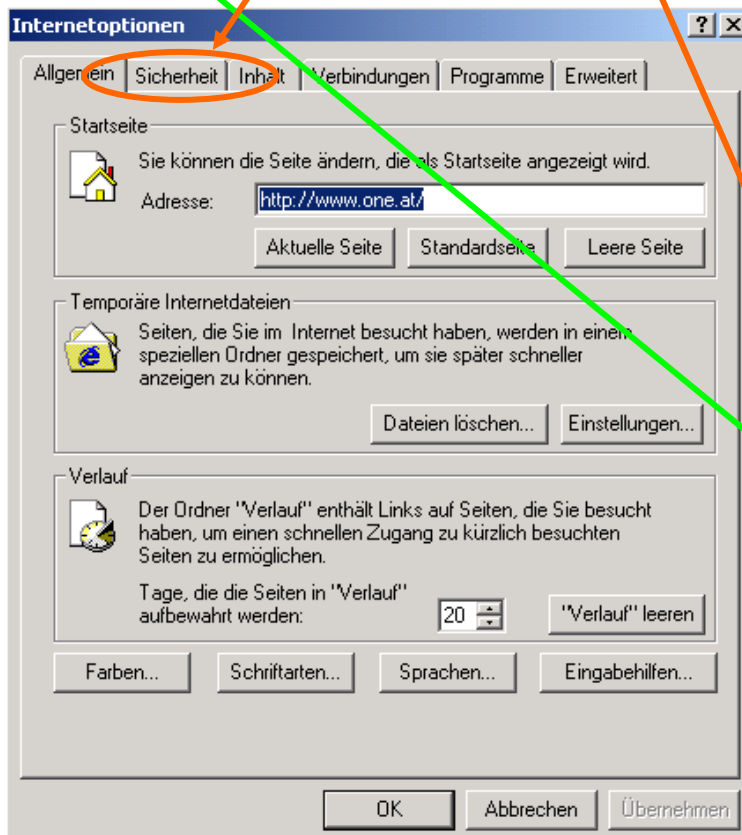 Internetoptionen
Allgemein Sicherheit Inhalt Verbindungen Programme Erweitert
Startseite
Sie können die Seite ändern, die als Startseite angezeigt wird.
Adresse: http://www.one.at/
Aktuelle Seite Standardseite Leere Seite
Temporäre Internetdateien
Seiten, die Sie im Internet besucht haben, werden in einem
speziellen Ordner gespeichert, um sie später schneller
anzeigen zu können.
Dateien löschen... Einstellungen...
Verlauf
Der Ordner "Verlauf" enthält Links auf Seiten, die Sie besucht
haben, um einen schnellen Zugang zu kürzlich besuchten
Seiten zu ermöglichen.
Tage, die die Seiten in "Verlauf"
aufbewahrt werden: 20 "Verlauf" leeren
Farben... Schriftarten... Sprachen... Eingabehilfen...
OK Abbrechen Übernehmen